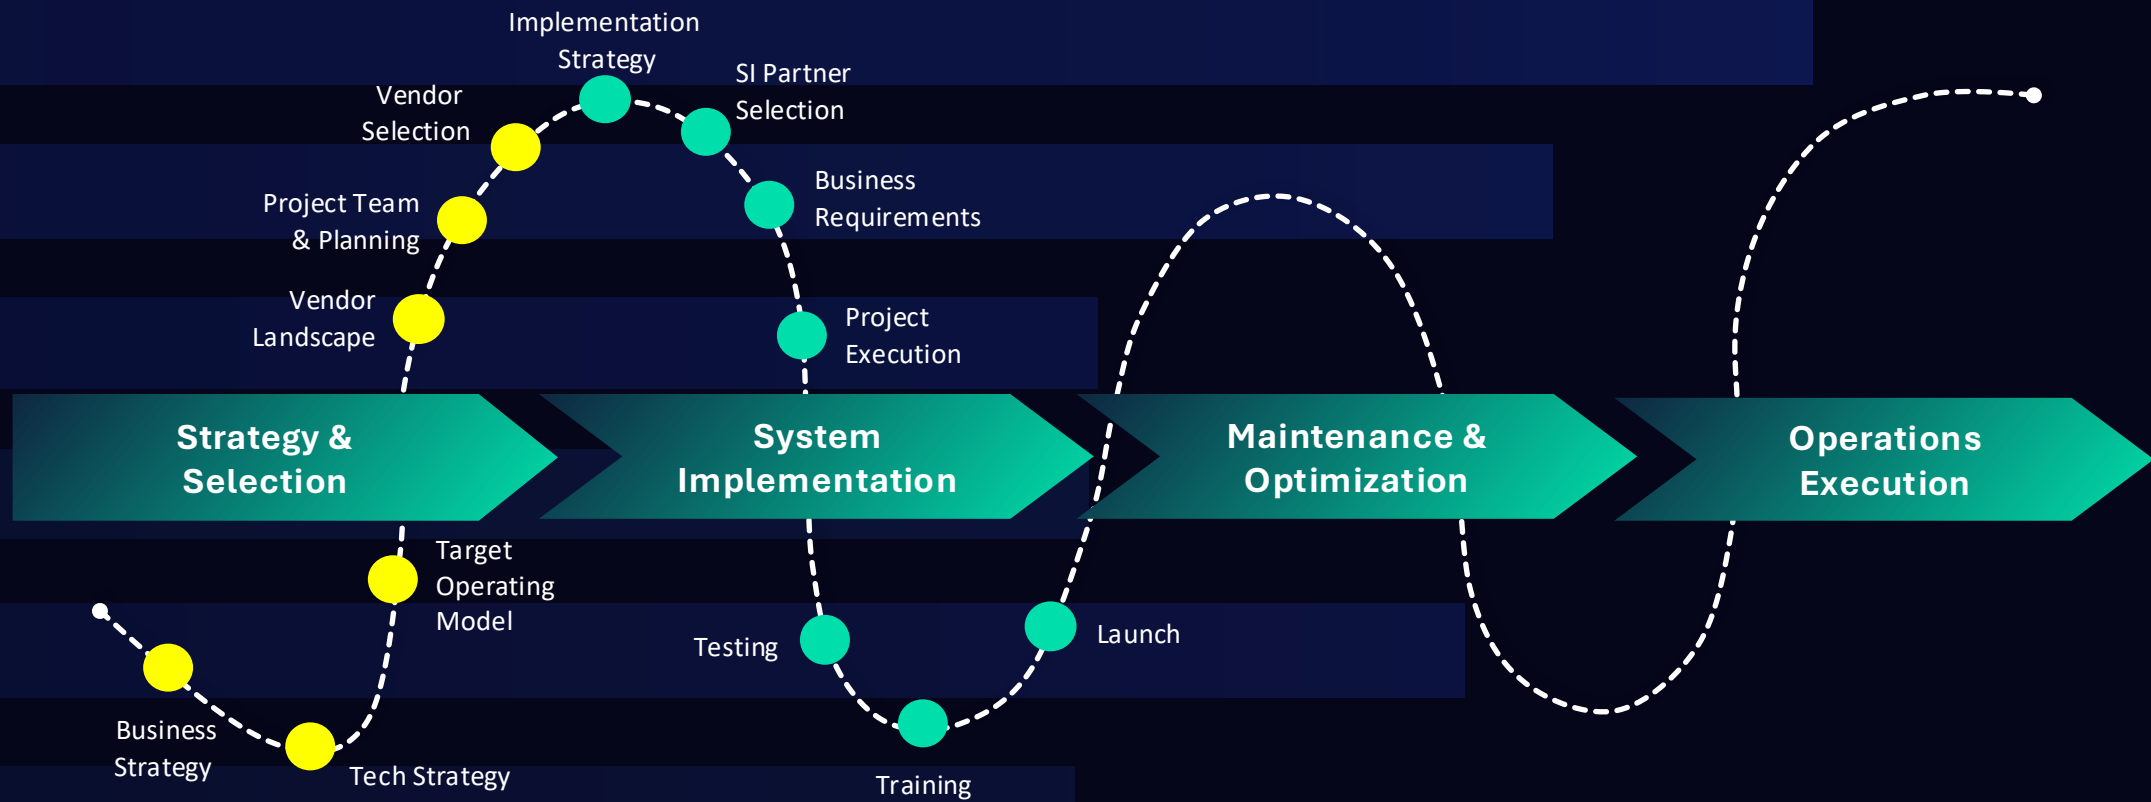 Implementation
Strategy
SI Partner
Selection
Vendor
Selection
Business
Requirements
Project Team
& Planning
Vendor
Landscape
Project
Execution
Strategy &
Selection
System
Implementation
Maintenance &
Optimization
Operations
Execution
Target
Operating
Model
Testing
Launch
Business
Strategy
Tech Strategy
Training